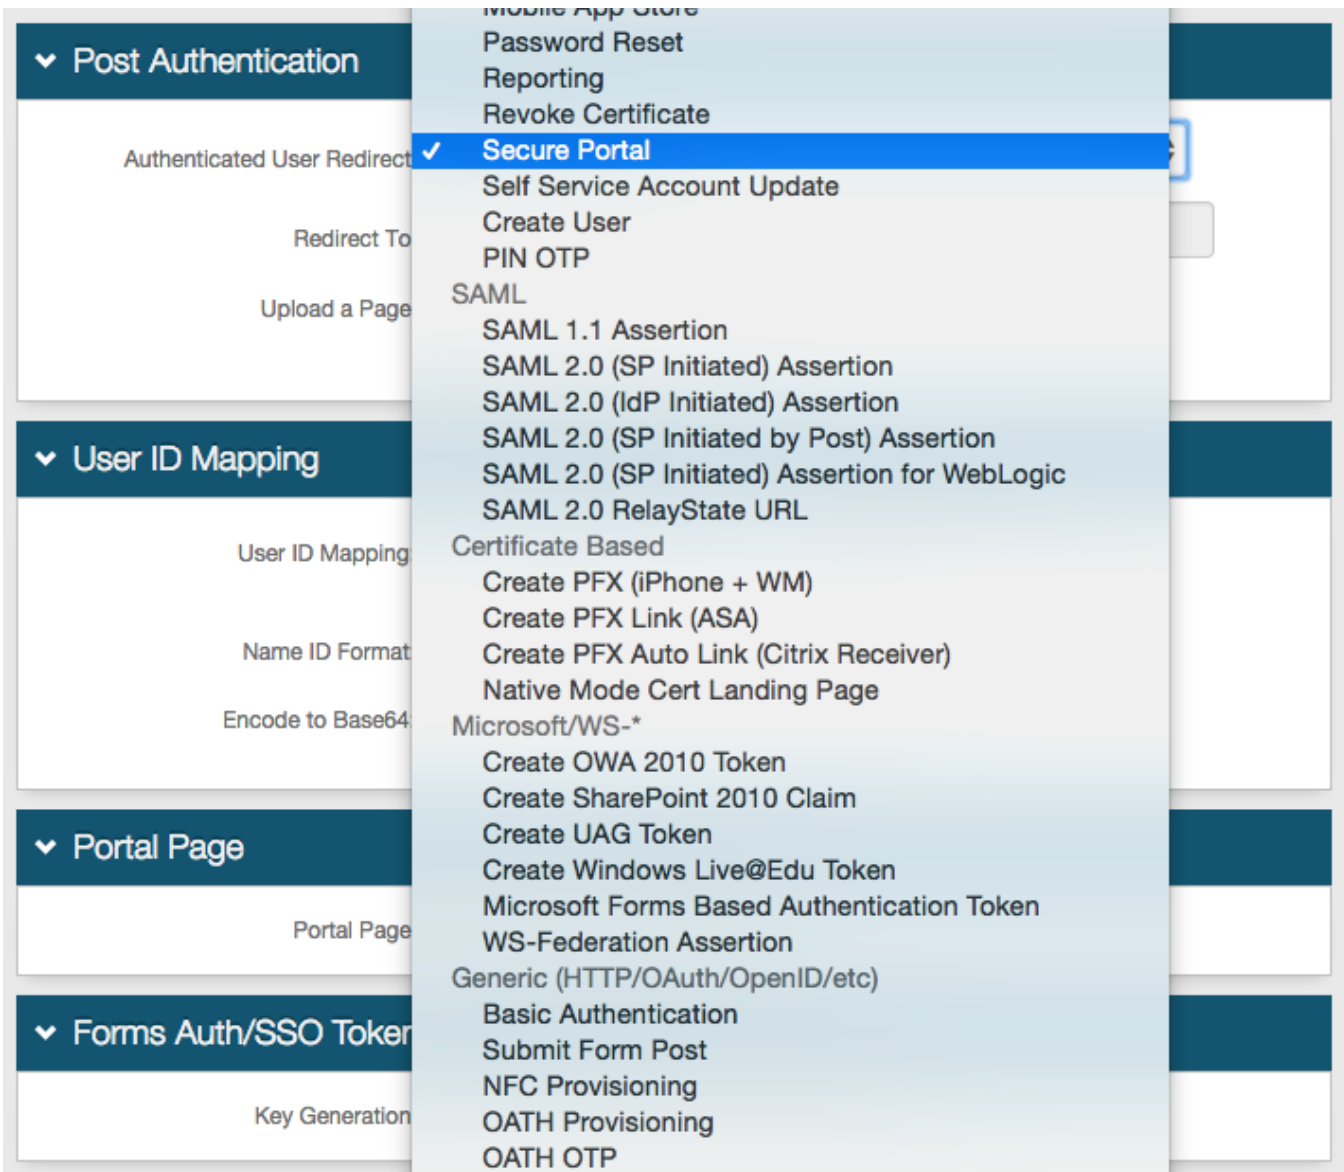 Mobile App Store
Post Authentication
Password Reset
Reporting
Revoke Certificate
Authenticated User Redirect
✓ Secure Portal
Self Service Account Update
Redirect To
Create User
PIN OTP
Upload a Page
SAML
SAML 1.1 Assertion
SAML 2.0 (SP Initiated) Assertion
SAML 2.0 (IdP Initiated) Assertion
SAML 2.0 (SP Initiated by Post) Assertion
User ID Mapping
SAML 2.0 (SP Initiated) Assertion for WebLogic
SAML 2.0 RelayState URL
User ID Mapping:
Certificate Based
Create PFX (iPhone + WM)
Create PFX Link (ASA)
Name ID Format
Create PFX Auto Link (Citrix Receiver)
Native Mode Cert Landing Page
Encode to Base64:
Microsoft/WS-*
Create OWA 2010 Token
Create SharePoint 2010 Claim
Create UAG Token
Portal Page
Create Windows Live@Edu Token
Microsoft Forms Based Authentication Token
Portal Page
WS-Federation Assertion
Generic (HTTP/OAuth/OpenID/etc)
Basic Authentication
Forms Auth/SSO Token
Submit Form Post
NFC Provisioning
Key Generation
OATH Provisioning
OATH OTP